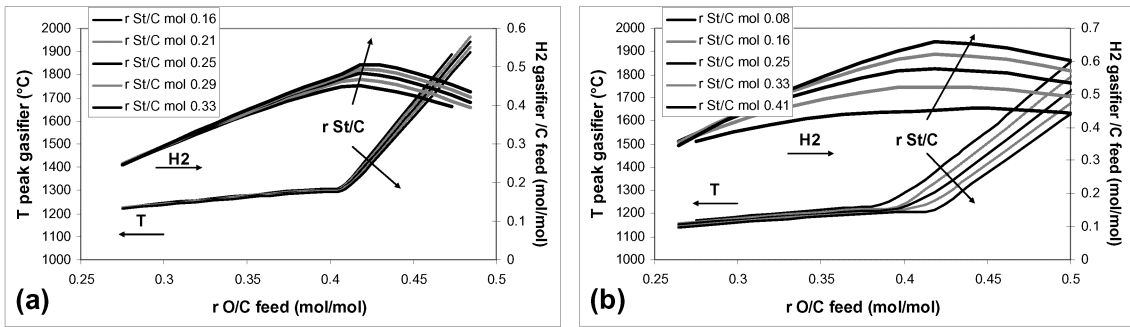 r St/C mol 0.16
r St/C mol 0.21
r St/C mol 0.25
r St/C mol 0.29
r St/C mol 0.33
T peak gasifier (°C)
2000
1900
1800
1700
1600
1500
1400
1300
1200
1100
1000
0.25
0.3
0.35
0.4
0.45
0.5
0.6
0.5
0.4
0.3
0.2
0.1
0
H2 gasifier /C feed (mol/mol)
r St/C
H2
T
r O/C feed (mol/mol)
(a)
r St/C mol 0.08
r St/C mol 0.16
r St/C mol 0.25
r St/C mol 0.33
r St/C mol 0.41
T peak gasifier (°C)
2000
1900
1800
1700
1600
1500
1400
1300
1200
1100
1000
0.25
0.3
0.35
0.4
0.45
0.5
0.7
0.6
0.5
0.4
0.3
0.2
0.1
0
H2 gasifier /C feed (mol/mol)
r St/C
H2
T
r O/C feed (mol/mol)
(b)